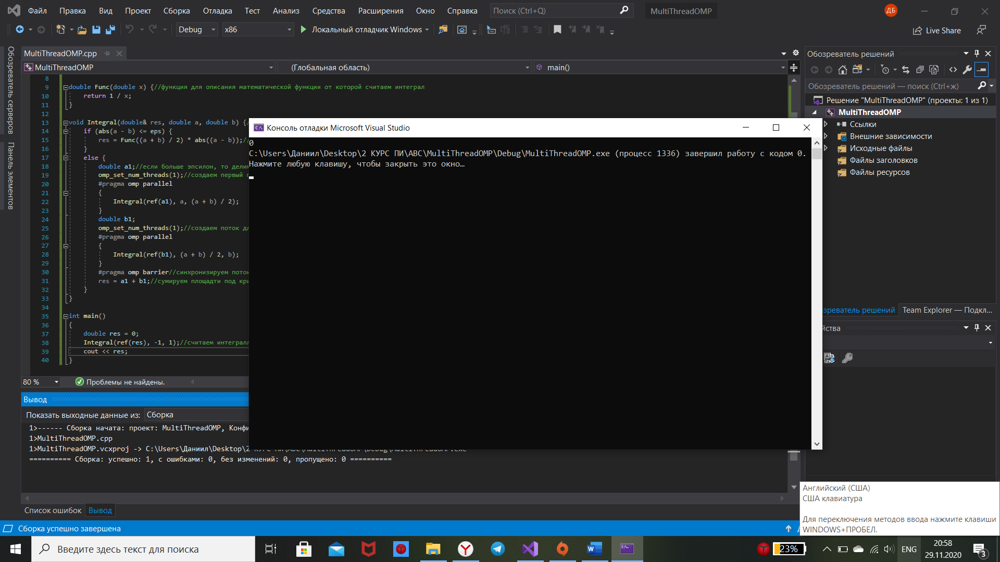 Файл Правка Вид Проект Сборка Отладка Тест Анализ Средства Расширения Окно Справка Поиск (Ctrl+Q) MultiThreadOMP ДБ
Debug x86 Локальный отладчик Windows Live Share
Обозреватель серверов
Панель элементов
MultiThreadOMP.cpp
MultiThreadOMP (Глобальная область) main()
8
9 double Func(double x) {//функция для описания математической функции от которой считаем интеграл
10 return 1 / x;
11 }
12
13 void Integral(double& res, double a, double b) {/
14 if (abs(a - b) <= eps) {
15 res = Func((a + b) / 2) * abs((a - b));//
16 }
17 else {
18 double a1;//если больше эпсилон, то делим
19 omp_set_num_threads(1);//создаем первый п
20 #pragma omp parallel
21 {
22 Integral(ref(a1), a, (a + b) / 2);
23 }
24 double b1;
25 omp_set_num_threads(1);//создаем поток дл
26 #pragma omp parallel
27 {
28 Integral(ref(b1), (a + b) / 2, b);
29 }
30 #pragma omp barrier//синхронизируем поток
31 res = a1 + b1;//сумируем площадти под кри
32 }
33 }
34
35 int main()
36 {
37 double res = 0;
38 Integral(ref(res), -1, 1);//считаем интеграл
39 cout << res;
40 }
80 % Проблемы не найдены.
Консоль отладки Microsoft Visual Studio
0
C:\Users\Даниил\Desktop\2 КУРС ПИ\АВС\MultiThreadOMP\Debug\MultiThreadOMP.exe (процесс 1336) завершил работу с кодом 0.
Нажмите любую клавишу, чтобы закрыть это окно…
Вывод
Показать выходные данные из: Сборка
1>------ Сборка начата: проект: MultiThreadOMP, Конфи
1>MultiThreadOMP.cpp
1>MultiThreadOMP.vcxproj -> C:\Users\Даниил\Desktop\2 КУРС ПИ\АВС\MultiThreadOMP\Debug\MultiThreadOMP.exe
========== Сборка: успешно: 1, с ошибками: 0, без изменений: 0, пропущено: 0 ==========
Список ошибок Вывод
Сборка успешно завершена
Обозреватель решений
Обозреватель решений — поиск (Ctrl+ж)
Решение "MultiThreadOMP" (проекты: 1 из 1)
MultiThreadOMP
Ссылки
Внешние зависимости
Исходные файлы
Файлы заголовков
Файлы ресурсов
зреватель решений Team Explorer — Подкл...
йства
Английский (США)
США клавиатура
Для переключения методов ввода нажмите клавиши
WINDOWS+ПРОБЕЛ.
Введите здесь текст для поиска
23% ENG 20:58
29.11.2020
3